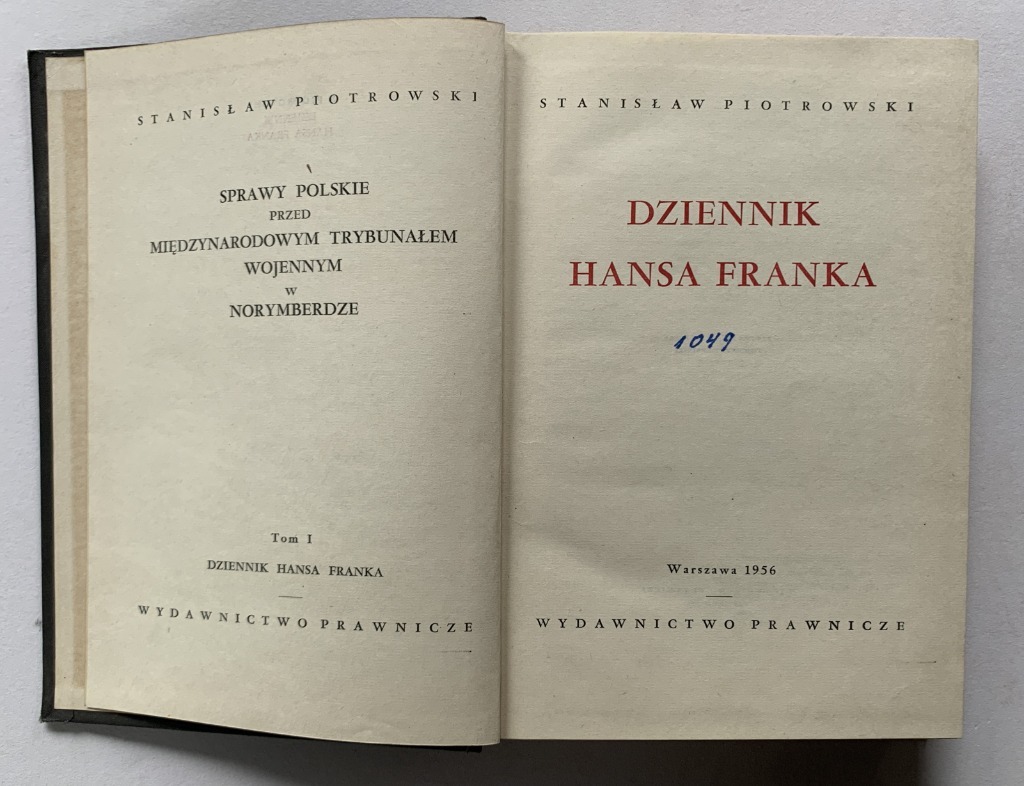 STANISŁAW PIOTROWSKI
SPRAWY POLSKIE
PRZED
MIĘDZYNARODOWYM TRYBUNAŁEM
WOJENNYM
W
NORYMBERDZE
Tom I
DZIENNIK HANSA FRANKA
WYDAWNICTWO PRAWNICZE
STANISŁAW PIOTROWSKI
DZIENNIK
HANSA FRANKA
1049
Warszawa 1956
WYDAWNICTWO PRAWNICZE